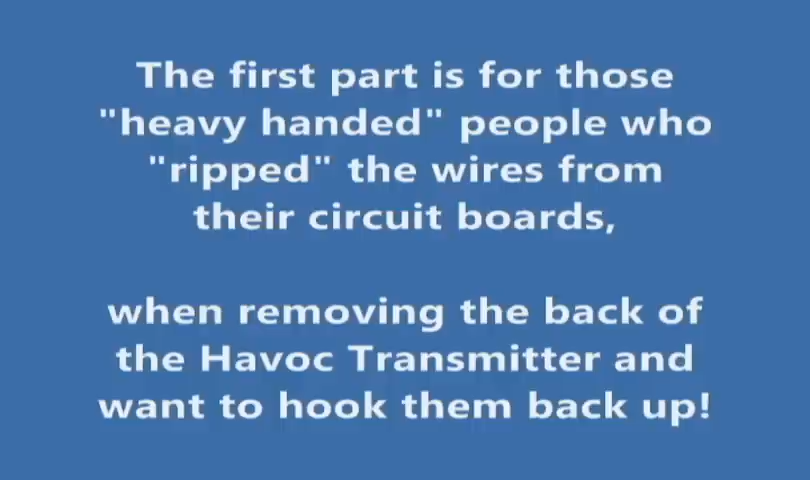 The first part is for those
"heavy handed" people who
"ripped" the wires from
their circuit boards,
when removing the back of
the Havoc Transmitter and
want to hook them back up!